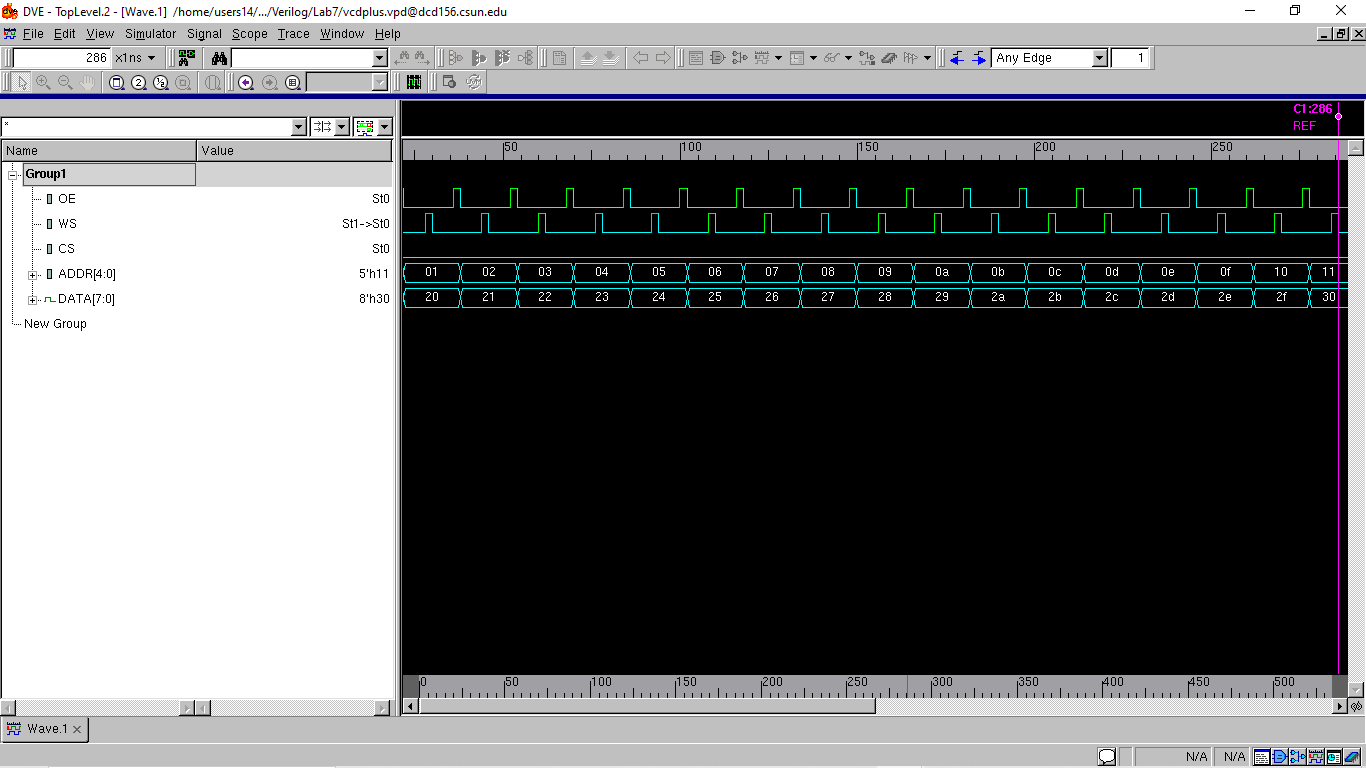 DVE - TopLevel.2 - [Wave.1] /home/users14/.../Verilog/Lab7/vcdplus.vpd@dcd156.csun.edu
File Edit View Simulator Signal Scope Trace Window Help
286 x1ns Any Edge 1
2 ½
C1:286
REF
*
Name Value
50 100 150 200 250
Group1
OE St0
WS St1->St0
CS St0
ADDR[4:0] 5'h11 01 02 03 04 05 06 07 08 09 0a 0b 0c 0d 0e 0f 10 11
DATA[7:0] 8'h30 20 21 22 23 24 25 26 27 28 29 2a 2b 2c 2d 2e 2f 30
New Group
0 50 100 150 200 250 300 350 400 450 500
Wave.1
N/A N/A